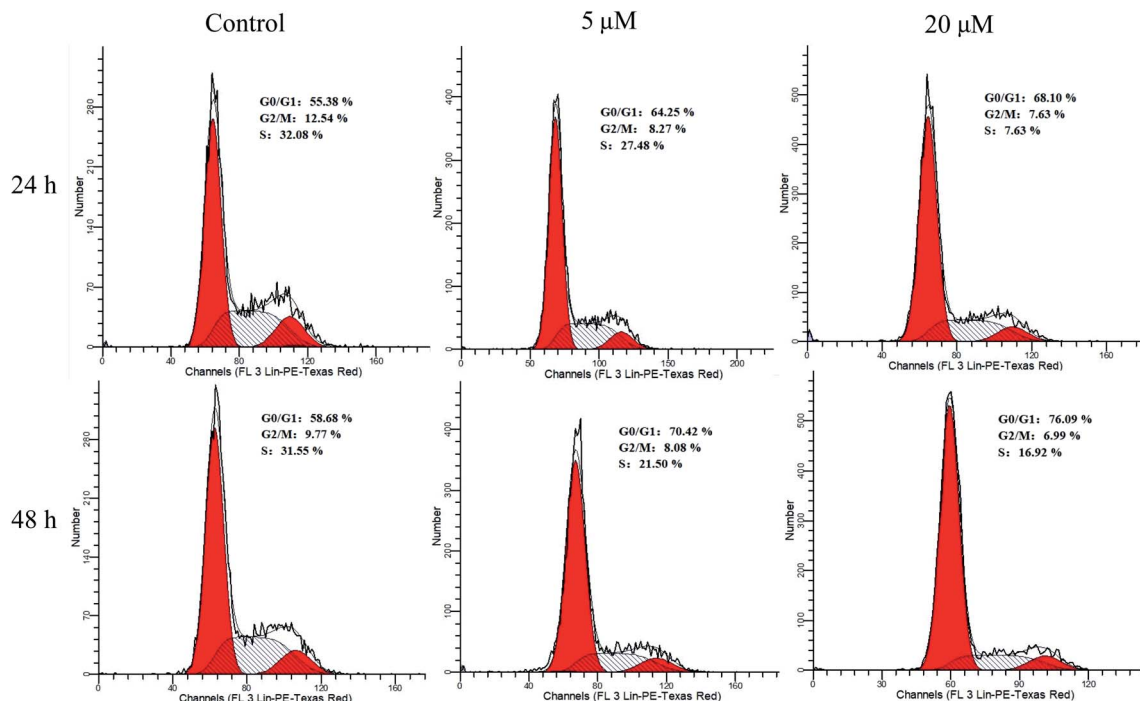 Control
5 μM
20 μM
24 h
G0/G1: 55.38 %
G2/M: 12.54 %
S: 32.08 %
Number
0 70 140 210 280
0 40 80 120 160
Channels (FL 3 Lin-PE-Texas Red)
G0/G1: 64.25 %
G2/M: 8.27 %
S: 27.48 %
Number
0 100 200 300 400
0 50 100 150 200
Channels (FL 3 Lin-PE-Texas Red)
G0/G1: 68.10 %
G2/M: 7.63 %
S: 7.63 %
Number
0 100 200 300 400 500
0 40 80 120 160
Channels (FL 3 Lin-PE-Texas Red)
48 h
G0/G1: 58.68 %
G2/M: 9.77 %
S: 31.55 %
Number
0 70 140 210 280
0 40 80 120 160
Channels (FL 3 Lin-PE-Texas Red)
G0/G1: 70.42 %
G2/M: 8.08 %
S: 21.50 %
Number
0 100 200 300 400
0 40 80 120 160
Channels (FL 3 Lin-PE-Texas Red)
G0/G1: 76.09 %
G2/M: 6.99 %
S: 16.92 %
Number
0 100 200 300 400 500
0 30 60 90 120
Channels (FL 3 Lin-PE-Texas Red)